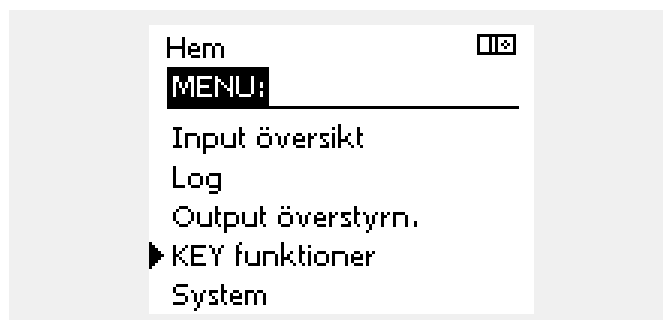 Hem
MENU:
Input översikt
Log
Output överstyrn.
KEY funktioner
System